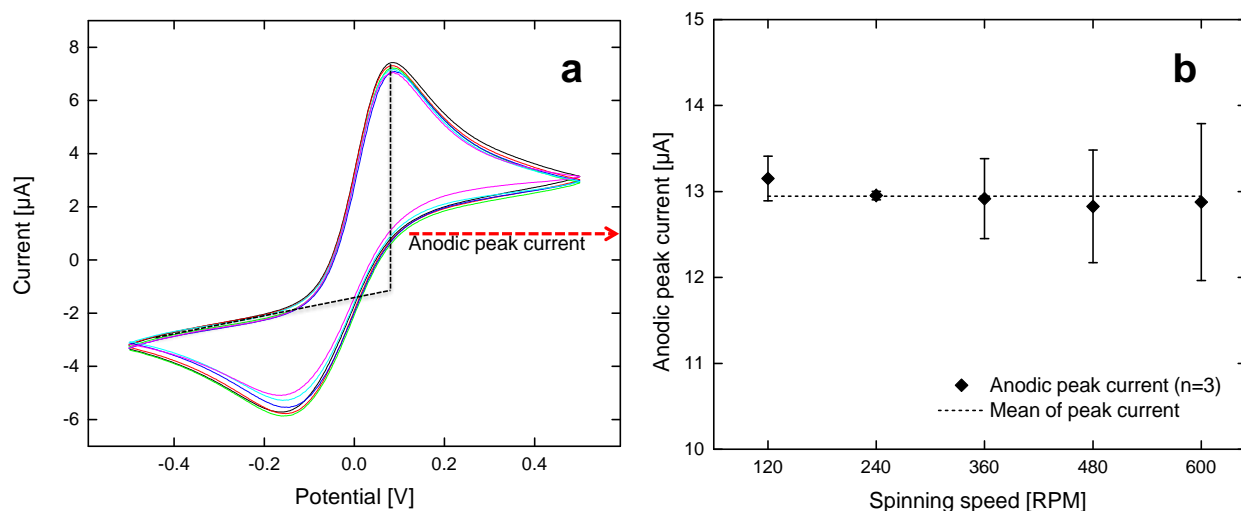 a
Current [µA]
8
6
4
2
0
-2
-4
-6
Anodic peak current
-0.4 -0.2 0.0 0.2 0.4
Potential [V]
b
Anodic peak current [µA]
15
14
13
12
11
10
Anodic peak current (n=3)
Mean of peak current
120 240 360 480 600
Spinning speed [RPM]